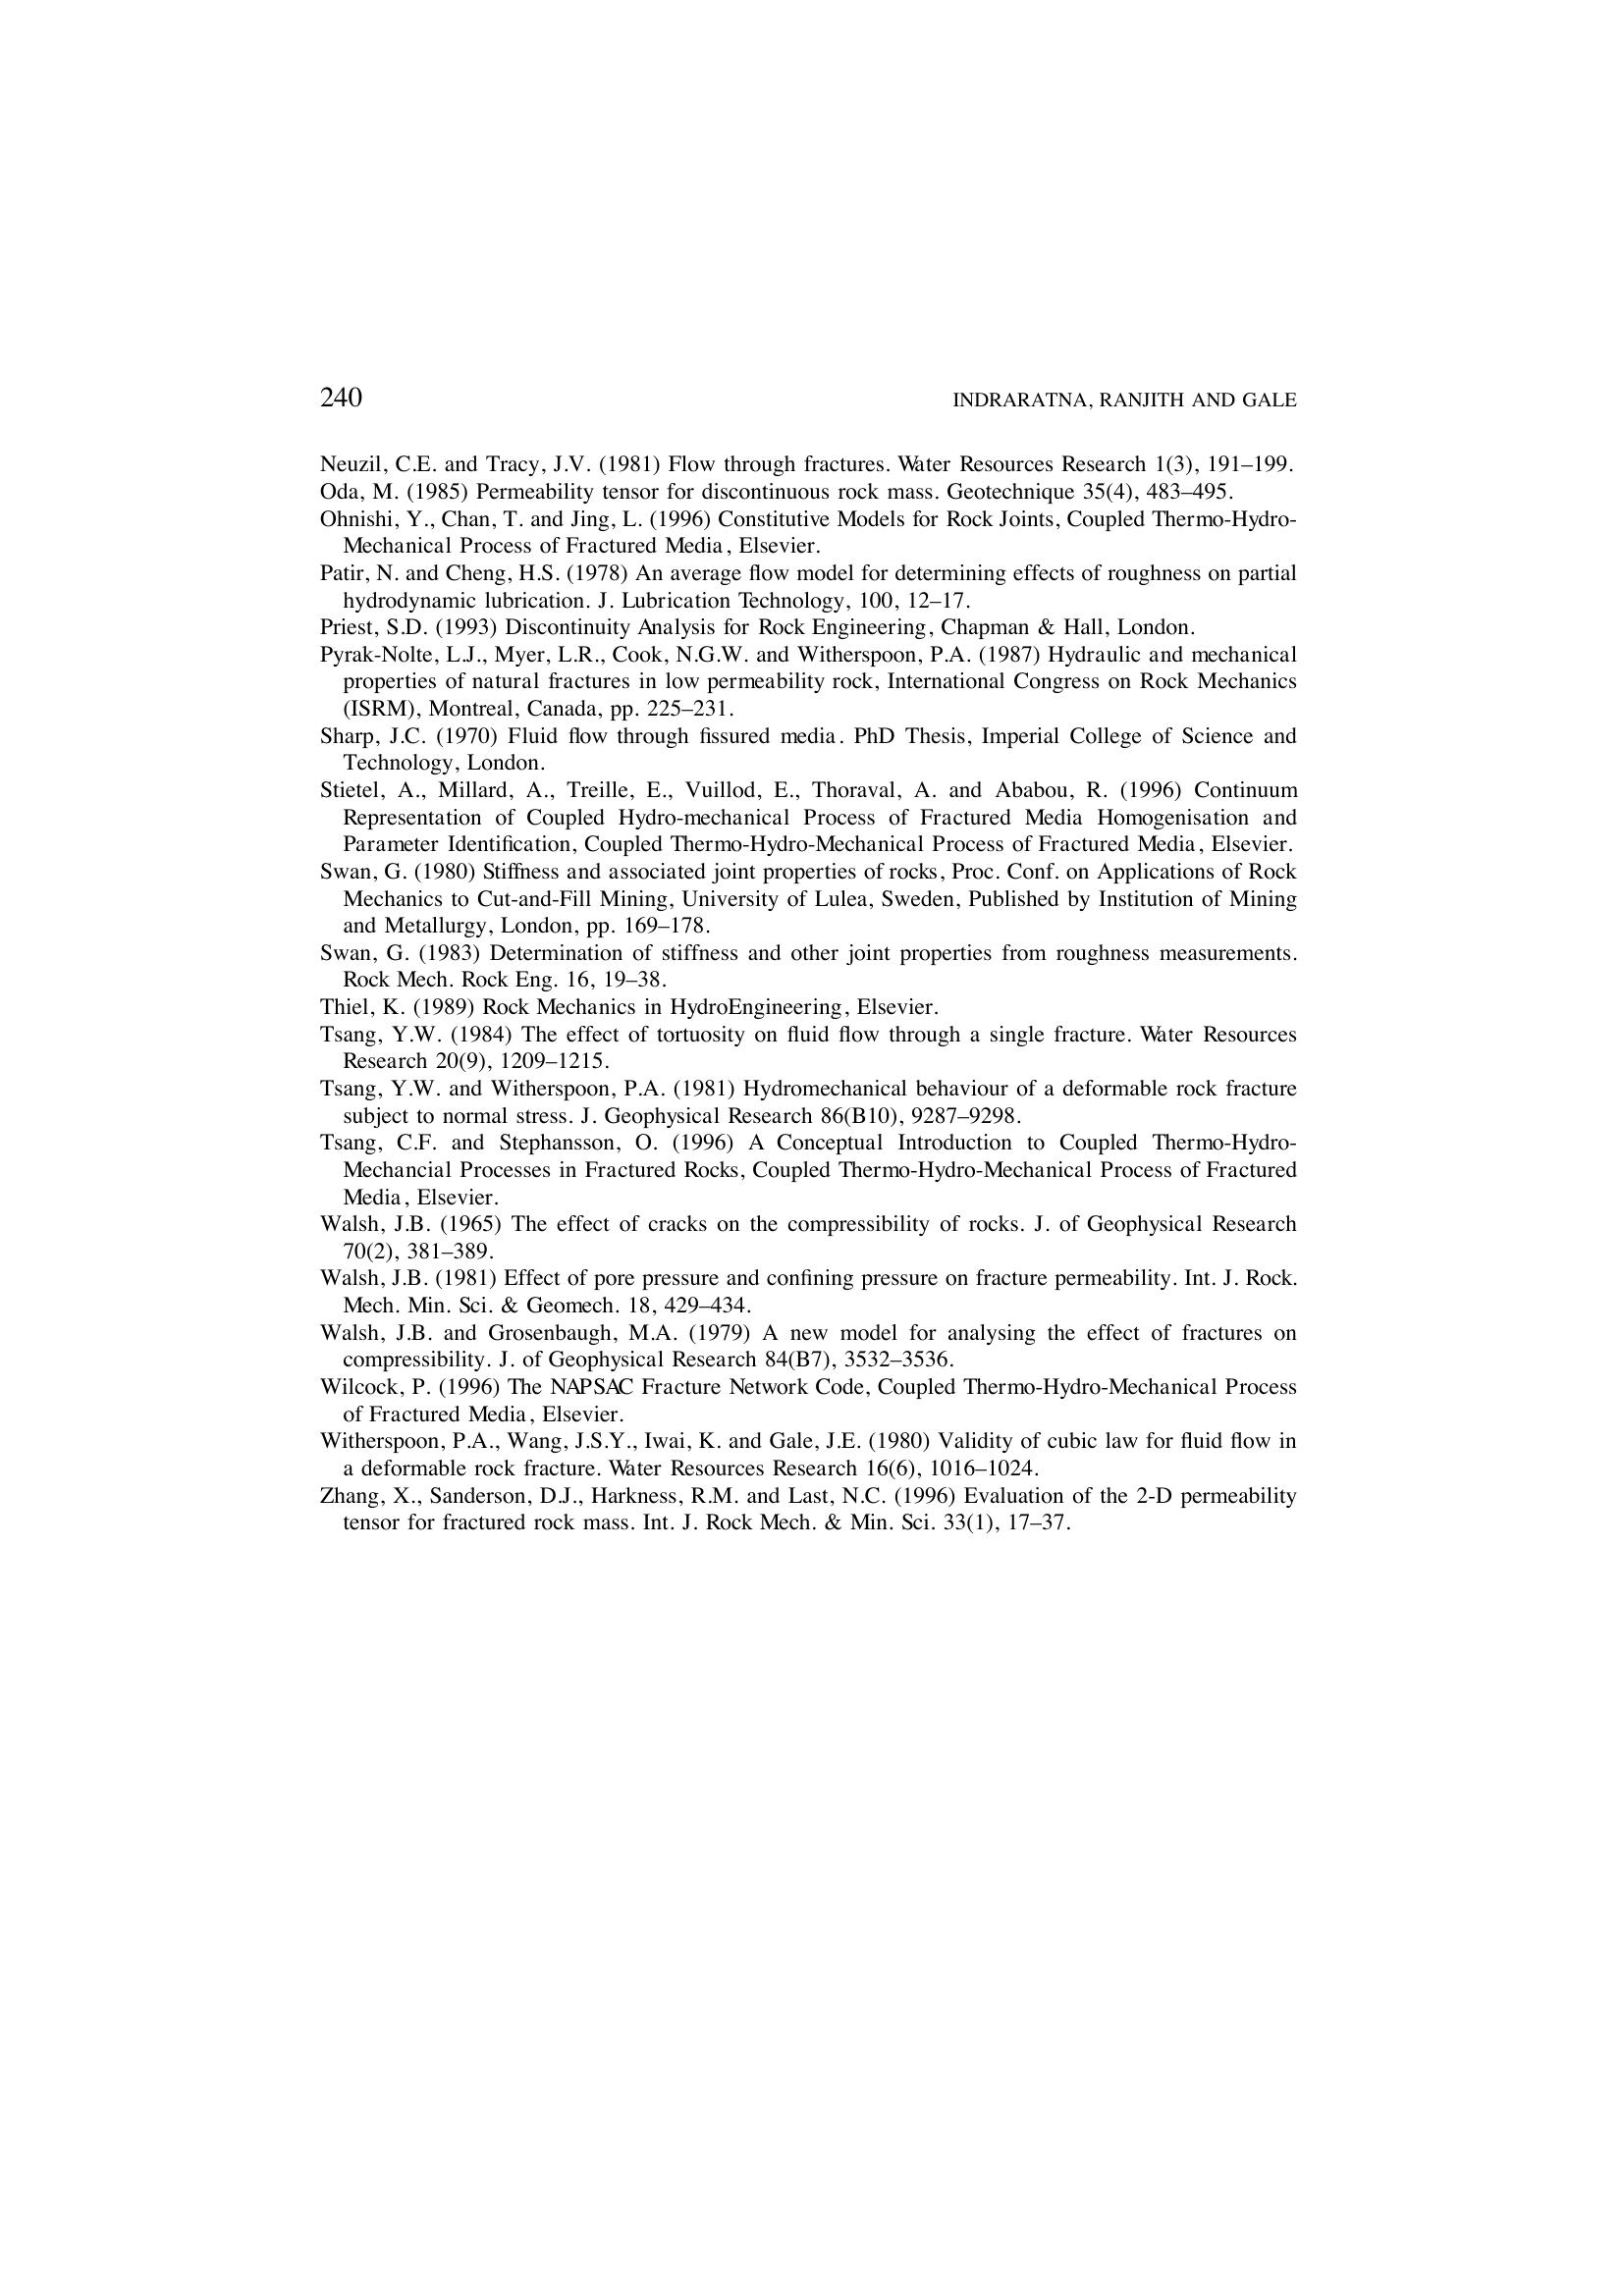 240 INDRARATNA, RANJITH AND GALE
Neuzil, C.E. and Tracy, J.V. (1981) Flow through fractures. Water Resources Research 1(3), 191–199.
Oda, M. (1985) Permeability tensor for discontinuous rock mass. Geotechnique 35(4), 483–495.
Ohnishi, Y., Chan, T. and Jing, L. (1996) Constitutive Models for Rock Joints, Coupled Thermo-Hydro-
Mechanical Process of Fractured Media, Elsevier.
Patir, N. and Cheng, H.S. (1978) An average flow model for determining effects of roughness on partial
hydrodynamic lubrication. J. Lubrication Technology, 100, 12–17.
Priest, S.D. (1993) Discontinuity Analysis for Rock Engineering, Chapman & Hall, London.
Pyrak-Nolte, L.J., Myer, L.R., Cook, N.G.W. and Witherspoon, P.A. (1987) Hydraulic and mechanical
properties of natural fractures in low permeability rock, International Congress on Rock Mechanics
(ISRM), Montreal, Canada, pp. 225–231.
Sharp, J.C. (1970) Fluid flow through fissured media. PhD Thesis, Imperial College of Science and
Technology, London.
Stietel, A., Millard, A., Treille, E., Vuillod, E., Thoraval, A. and Ababou, R. (1996) Continuum
Representation of Coupled Hydro-mechanical Process of Fractured Media Homogenisation and
Parameter Identification, Coupled Thermo-Hydro-Mechanical Process of Fractured Media, Elsevier.
Swan, G. (1980) Stiffness and associated joint properties of rocks, Proc. Conf. on Applications of Rock
Mechanics to Cut-and-Fill Mining, University of Lulea, Sweden, Published by Institution of Mining
and Metallurgy, London, pp. 169–178.
Swan, G. (1983) Determination of stiffness and other joint properties from roughness measurements.
Rock Mech. Rock Eng. 16, 19–38.
Thiel, K. (1989) Rock Mechanics in HydroEngineering, Elsevier.
Tsang, Y.W. (1984) The effect of tortuosity on fluid flow through a single fracture. Water Resources
Research 20(9), 1209–1215.
Tsang, Y.W. and Witherspoon, P.A. (1981) Hydromechanical behaviour of a deformable rock fracture
subject to normal stress. J. Geophysical Research 86(B10), 9287–9298.
Tsang, C.F. and Stephansson, O. (1996) A Conceptual Introduction to Coupled Thermo-Hydro-
Mechancial Processes in Fractured Rocks, Coupled Thermo-Hydro-Mechanical Process of Fractured
Media, Elsevier.
Walsh, J.B. (1965) The effect of cracks on the compressibility of rocks. J. of Geophysical Research
70(2), 381–389.
Walsh, J.B. (1981) Effect of pore pressure and confining pressure on fracture permeability. Int. J. Rock.
Mech. Min. Sci. & Geomech. 18, 429–434.
Walsh, J.B. and Grosenbaugh, M.A. (1979) A new model for analysing the effect of fractures on
compressibility. J. of Geophysical Research 84(B7), 3532–3536.
Wilcock, P. (1996) The NAPSAC Fracture Network Code, Coupled Thermo-Hydro-Mechanical Process
of Fractured Media, Elsevier.
Witherspoon, P.A., Wang, J.S.Y., Iwai, K. and Gale, J.E. (1980) Validity of cubic law for fluid flow in
a deformable rock fracture. Water Resources Research 16(6), 1016–1024.
Zhang, X., Sanderson, D.J., Harkness, R.M. and Last, N.C. (1996) Evaluation of the 2-D permeability
tensor for fractured rock mass. Int. J. Rock Mech. & Min. Sci. 33(1), 17–37.